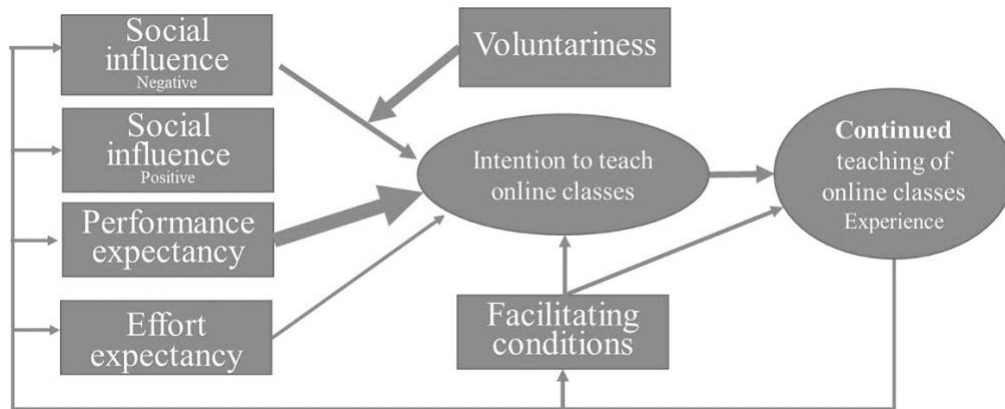 Social
influence
Negative
Voluntariness
Social
influence
Positive
Performance
expectancy
Effort
expectancy
Intention to teach
online classes
Facilitating
conditions
Continued
teaching of
online classes
Experience